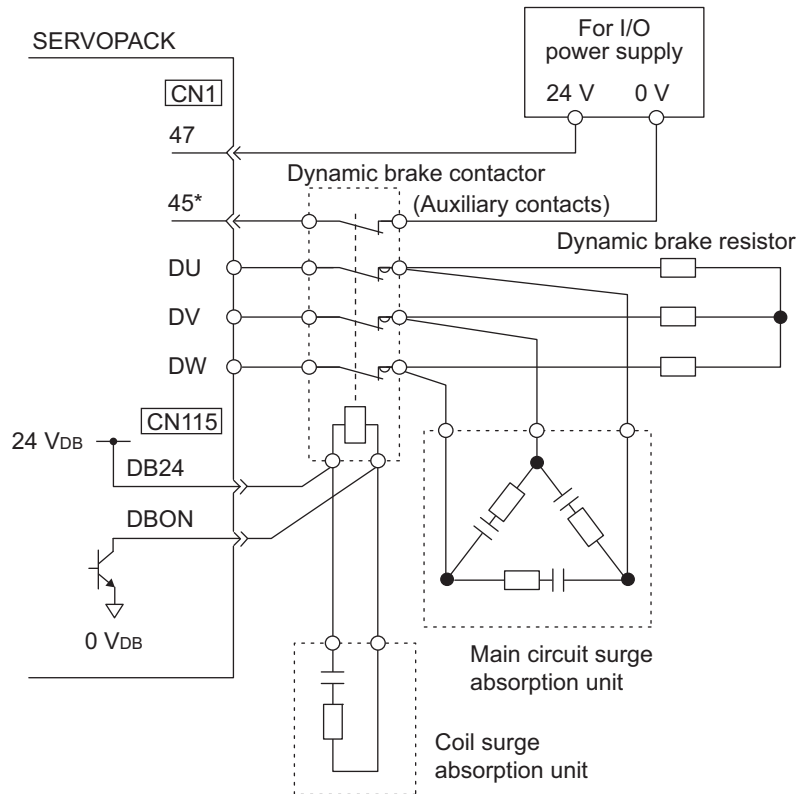 For I/O
power supply
24 V 0 V
SERVOPACK
CN1
47
Dynamic brake contactor
45*
(Auxiliary contacts)
Dynamic brake resistor
DU
DV
DW
CN115
24 VDB
DB24
DBON
0 VDB
Main circuit surge
absorption unit
Coil surge
absorption unit